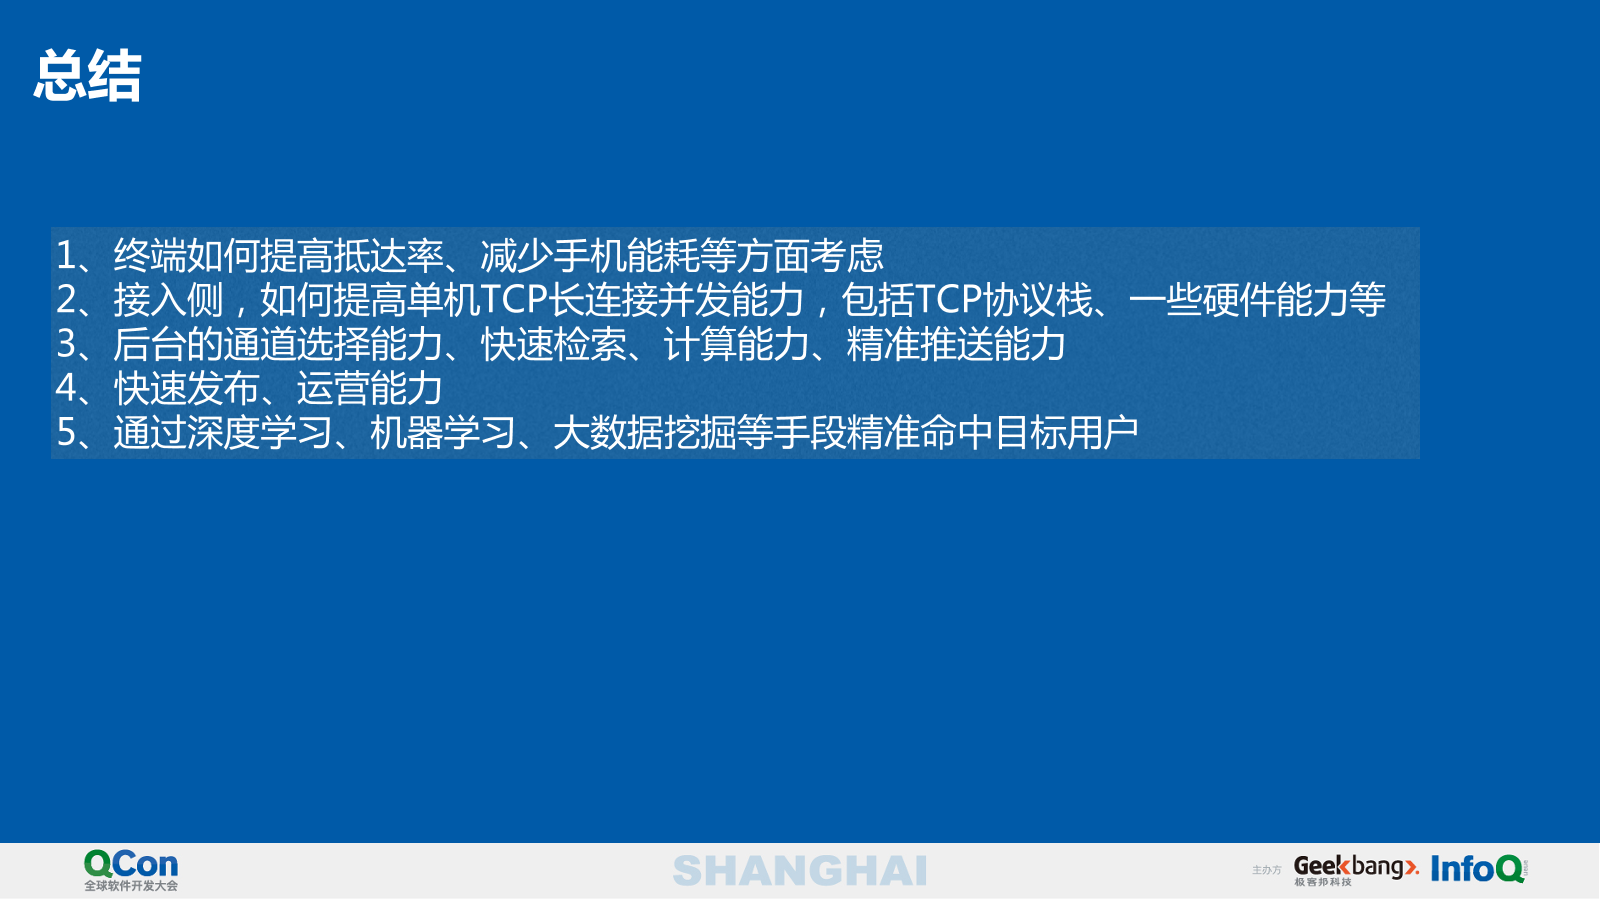 总结
1、终端如何提高抵达率、减少手机能耗等方面考虑
2、接入侧，如何提高单机TCP长连接并发能力，包括TCP协议栈、一些硬件能力等
3、后台的通道选择能力、快速检索、计算能力、精准推送能力
4、快速发布、运营能力
5、通过深度学习、机器学习、大数据挖掘等手段精准命中目标用户
QCon
全球软件开发大会
SHANGHAI
主办方
Geekbang>.
极客邦科技
InfoQ